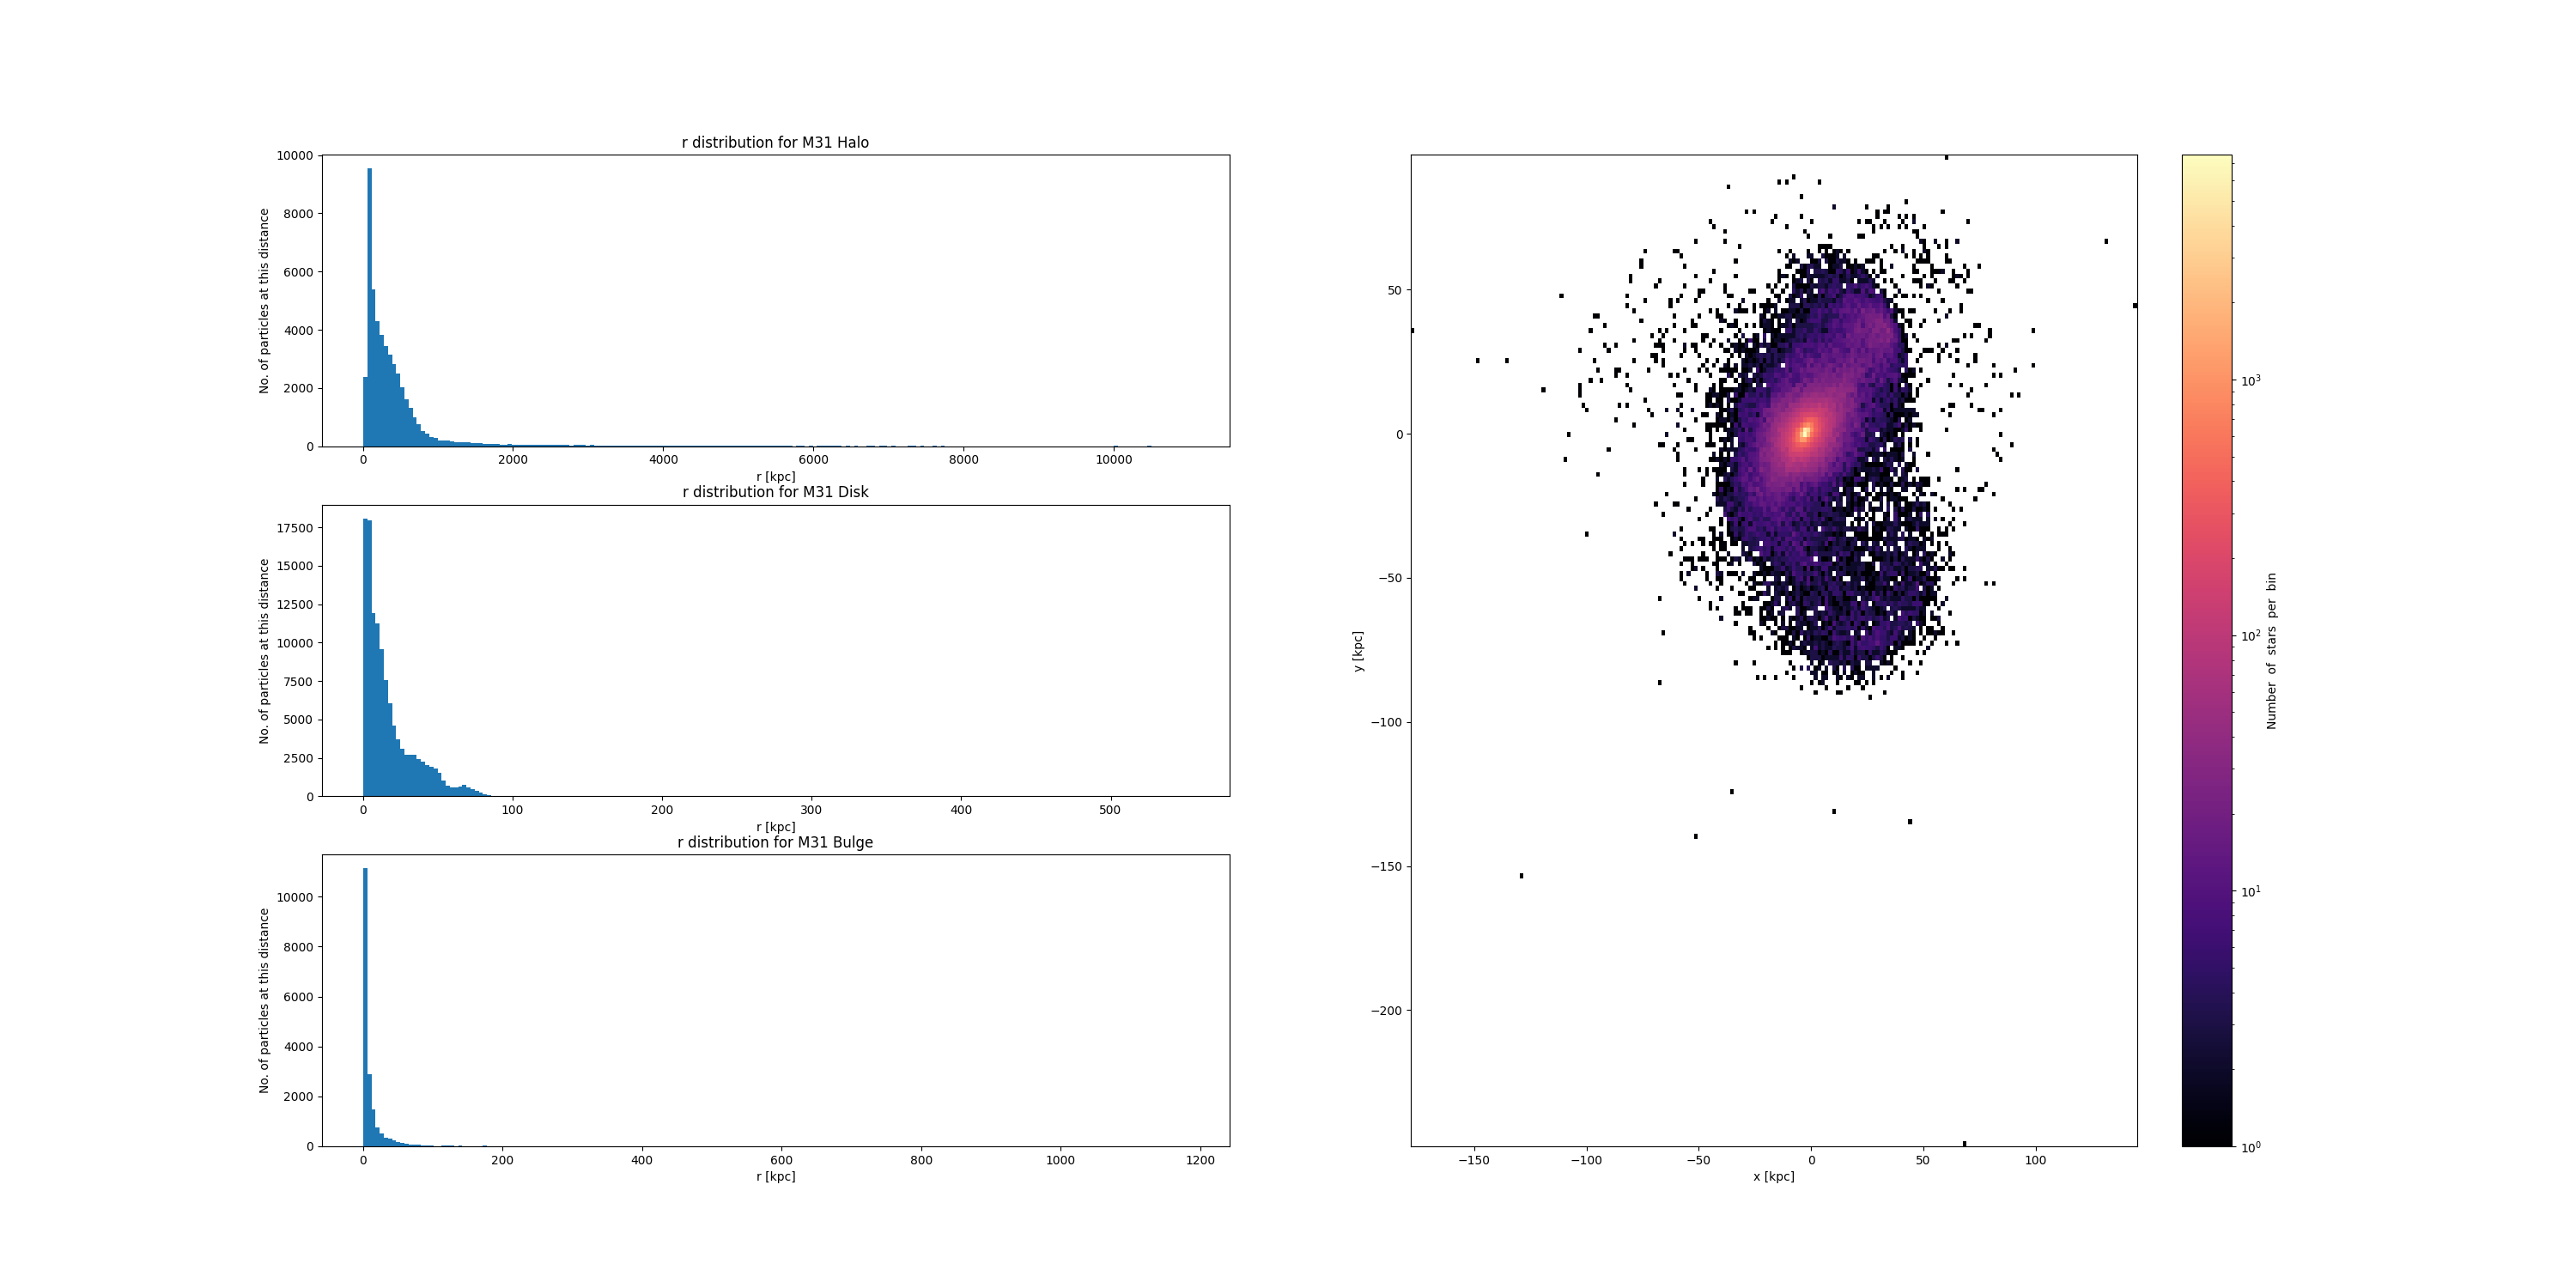 r distribution for M31 Halo
No. of particles at this distance
10000
8000
6000
4000
2000
0
0 2000 4000 6000 8000 10000
r [kpc]
r distribution for M31 Disk
No. of particles at this distance
17500
15000
12500
10000
7500
5000
2500
0
0 100 200 300 400 500
r [kpc]
r distribution for M31 Bulge
No. of particles at this distance
10000
8000
6000
4000
2000
0
0 200 400 600 800 1000 1200
r [kpc]
y [kpc]
50
0
−50
−100
−150
−200
−150 −100 −50 0 50 100
x [kpc]
10³
10²
10¹
10⁰
Number of stars per bin